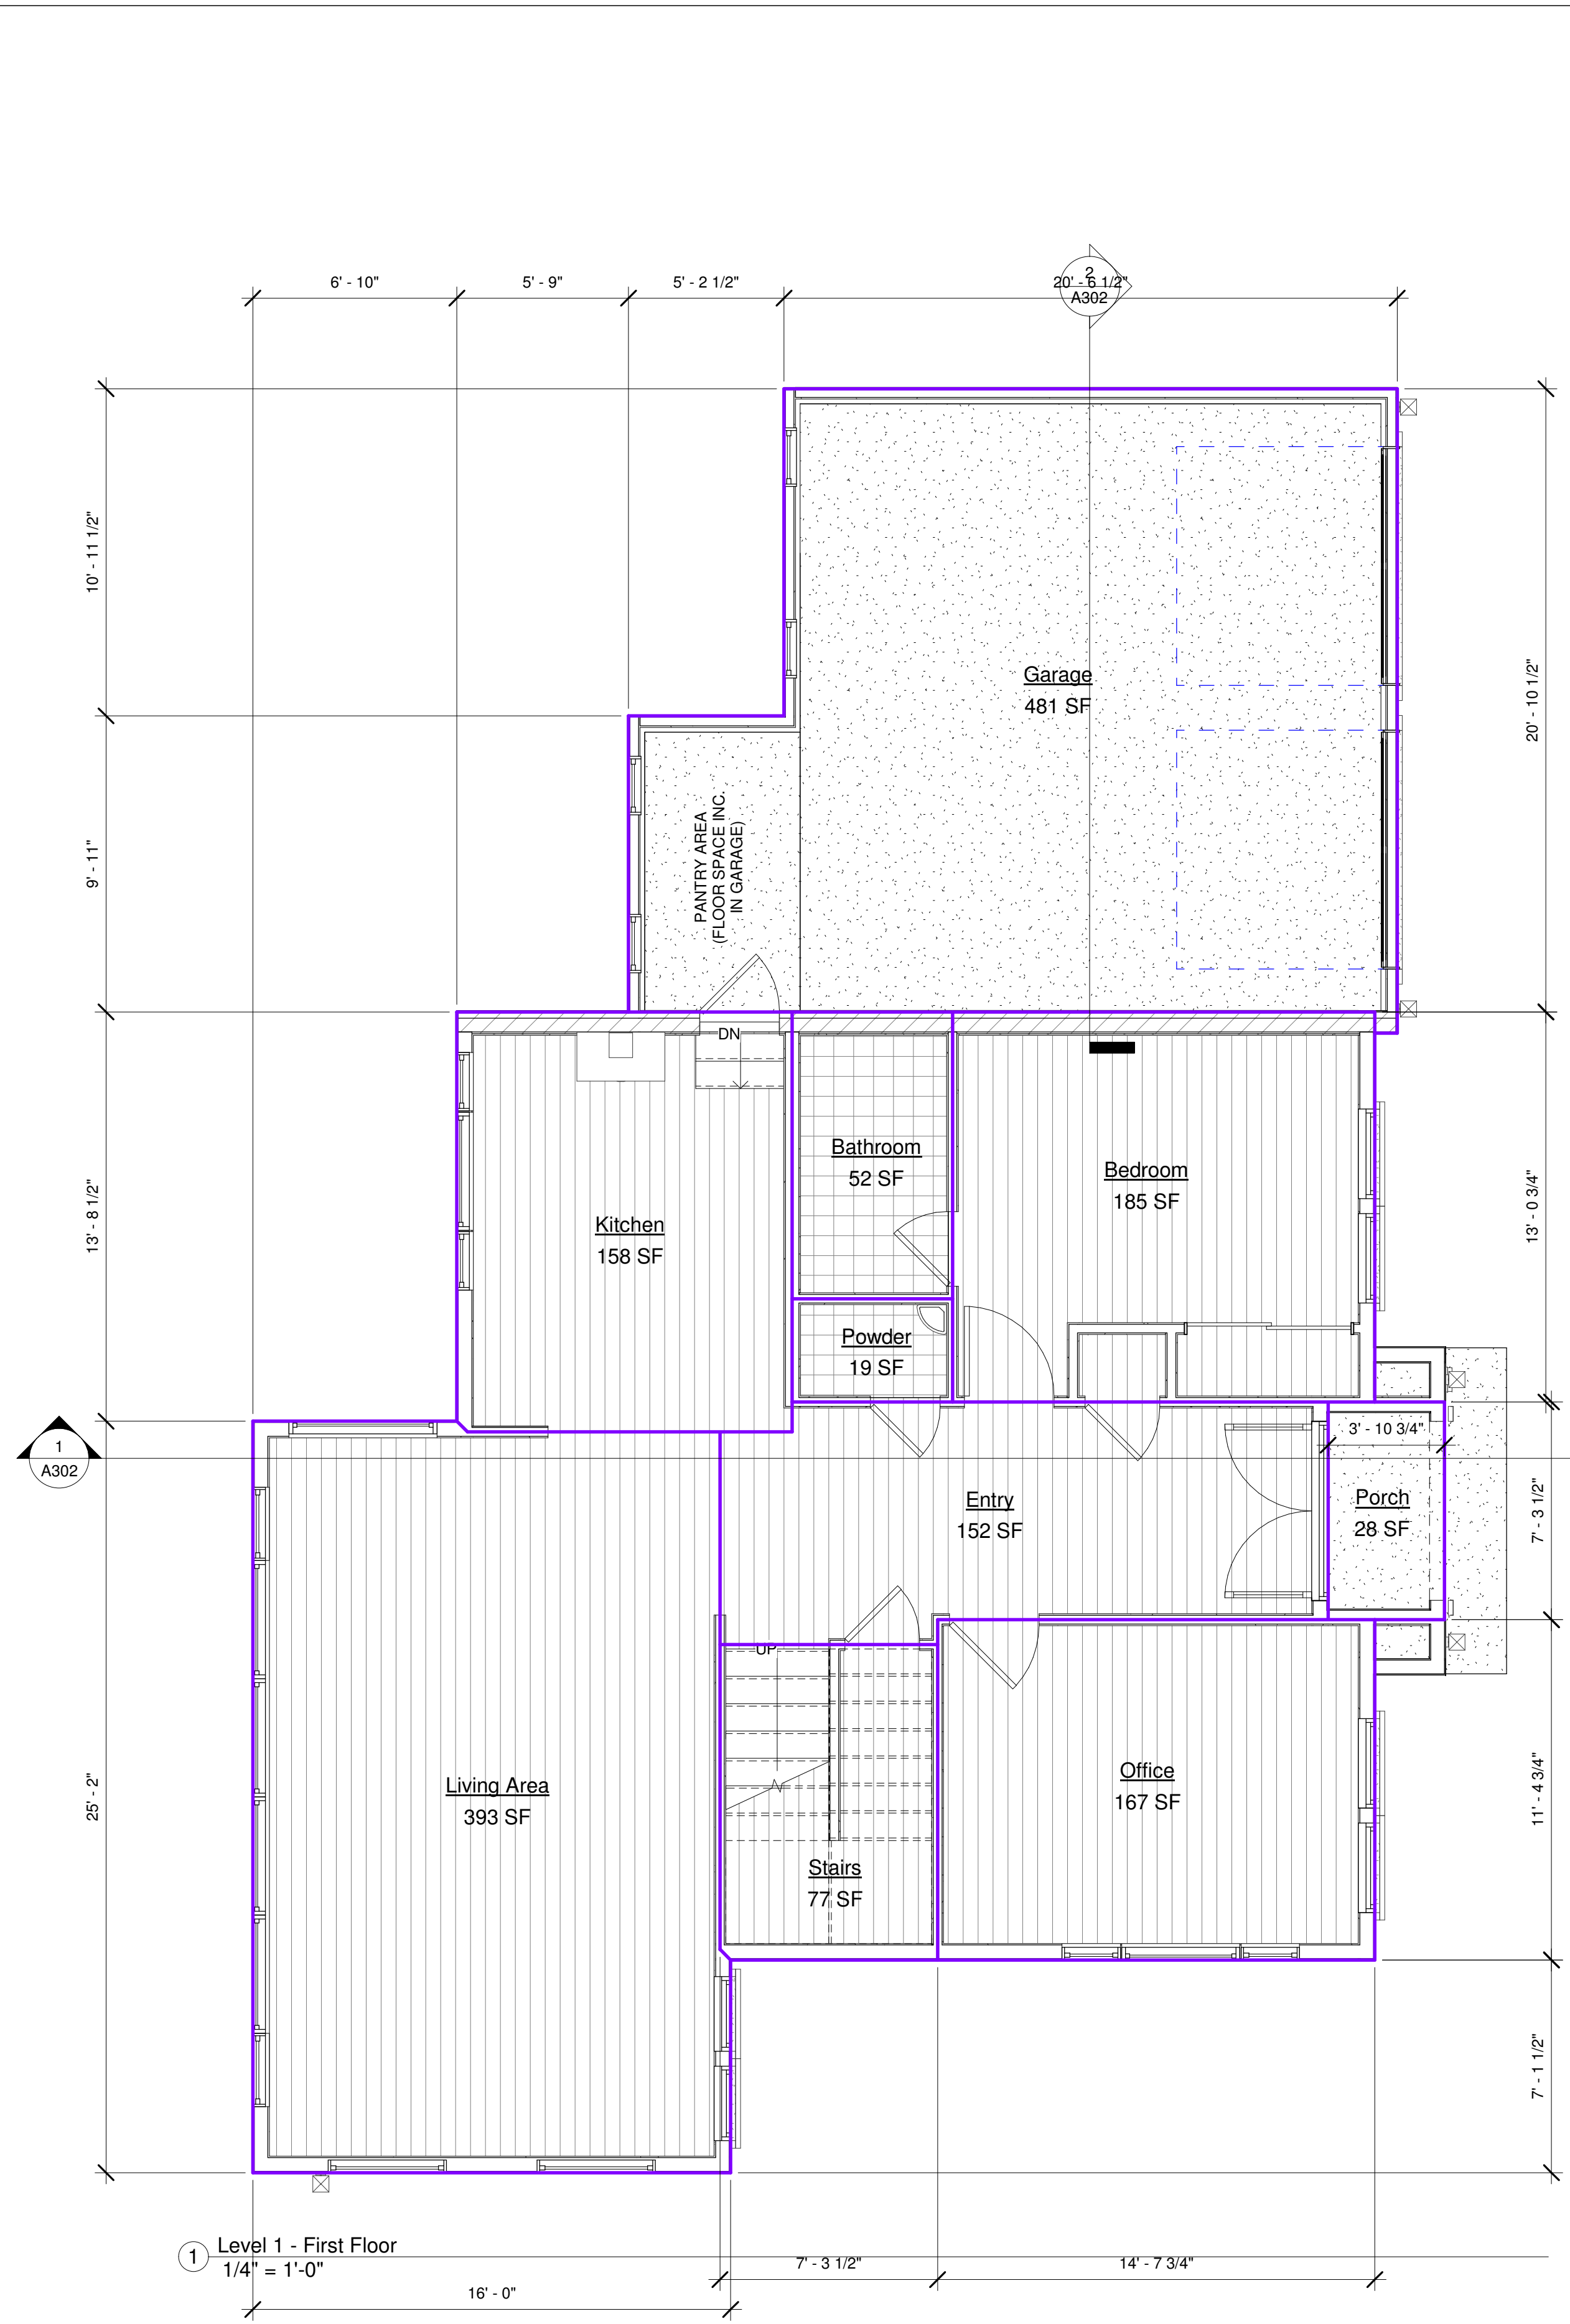 6' - 10"
5' - 9"
5' - 2 1/2"
20' - 6 1/2"
2
A302
10' - 11 1/2"
20' - 10 1/2"
Garage
481 SF
9' - 11"
PANTRY AREA
(FLOOR SPACE INC.
IN GARAGE)
DN
Bathroom
52 SF
Bedroom
185 SF
13' - 8 1/2"
13' - 0 3/4"
Kitchen
158 SF
Powder
19 SF
1
A302
3' - 10 3/4"
Entry
152 SF
Porch
28 SF
7' - 3 1/2"
UP
Living Area
393 SF
25' - 2"
Office
167 SF
11' - 4 3/4"
Stairs
77 SF
7' - 1 1/2"
1
Level 1 - First Floor
1/4" = 1'-0"
7' - 3 1/2"
14' - 7 3/4"
16' - 0"